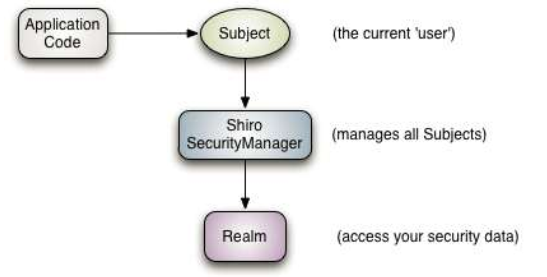 Application
Code
Subject
(the current 'user')
Shiro
SecurityManager
(manages all Subjects)
Realm
(access your security data)